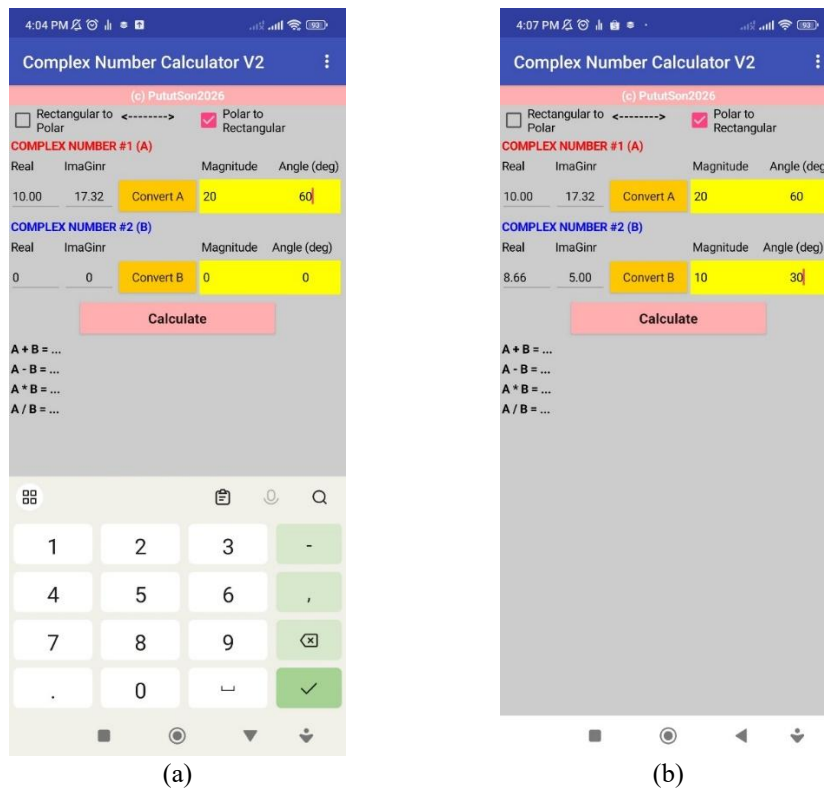 4:04 PM
93
Complex Number Calculator V2
(c) PututSon2026
Rectangular to Polar <--------> Polar to Rectangular
COMPLEX NUMBER #1 (A)
Real ImaGinr Magnitude Angle (deg)
10.00 17.32 Convert A 20 60
COMPLEX NUMBER #2 (B)
Real ImaGinr Magnitude Angle (deg)
0 0 Convert B 0 0
Calculate
A + B = ...
A - B = ...
A * B = ...
A / B = ...
1 2 3 -
4 5 6 ,
7 8 9
. 0
(a)
4:07 PM
93
Complex Number Calculator V2
(c) PututSon2026
Rectangular to Polar <--------> Polar to Rectangular
COMPLEX NUMBER #1 (A)
Real ImaGinr Magnitude Angle (deg
10.00 17.32 Convert A 20 60
COMPLEX NUMBER #2 (B)
Real ImaGinr Magnitude Angle (deg)
8.66 5.00 Convert B 10 30
Calculate
A + B = ...
A - B = ...
A * B = ...
A / B = ...
(b)